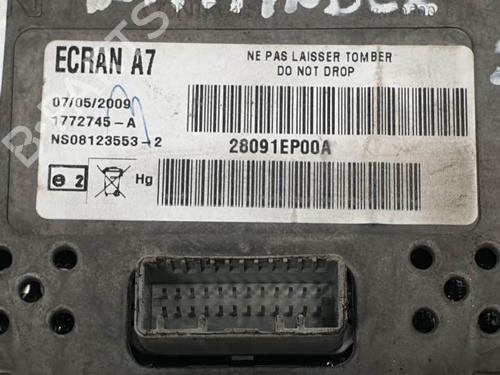 ECRAN A7
NE PAS LAISSER TOMBER
DO NOT DROP
07/05/2009
1772745-A
NS08123553-2
28091EP00A
2
Hg